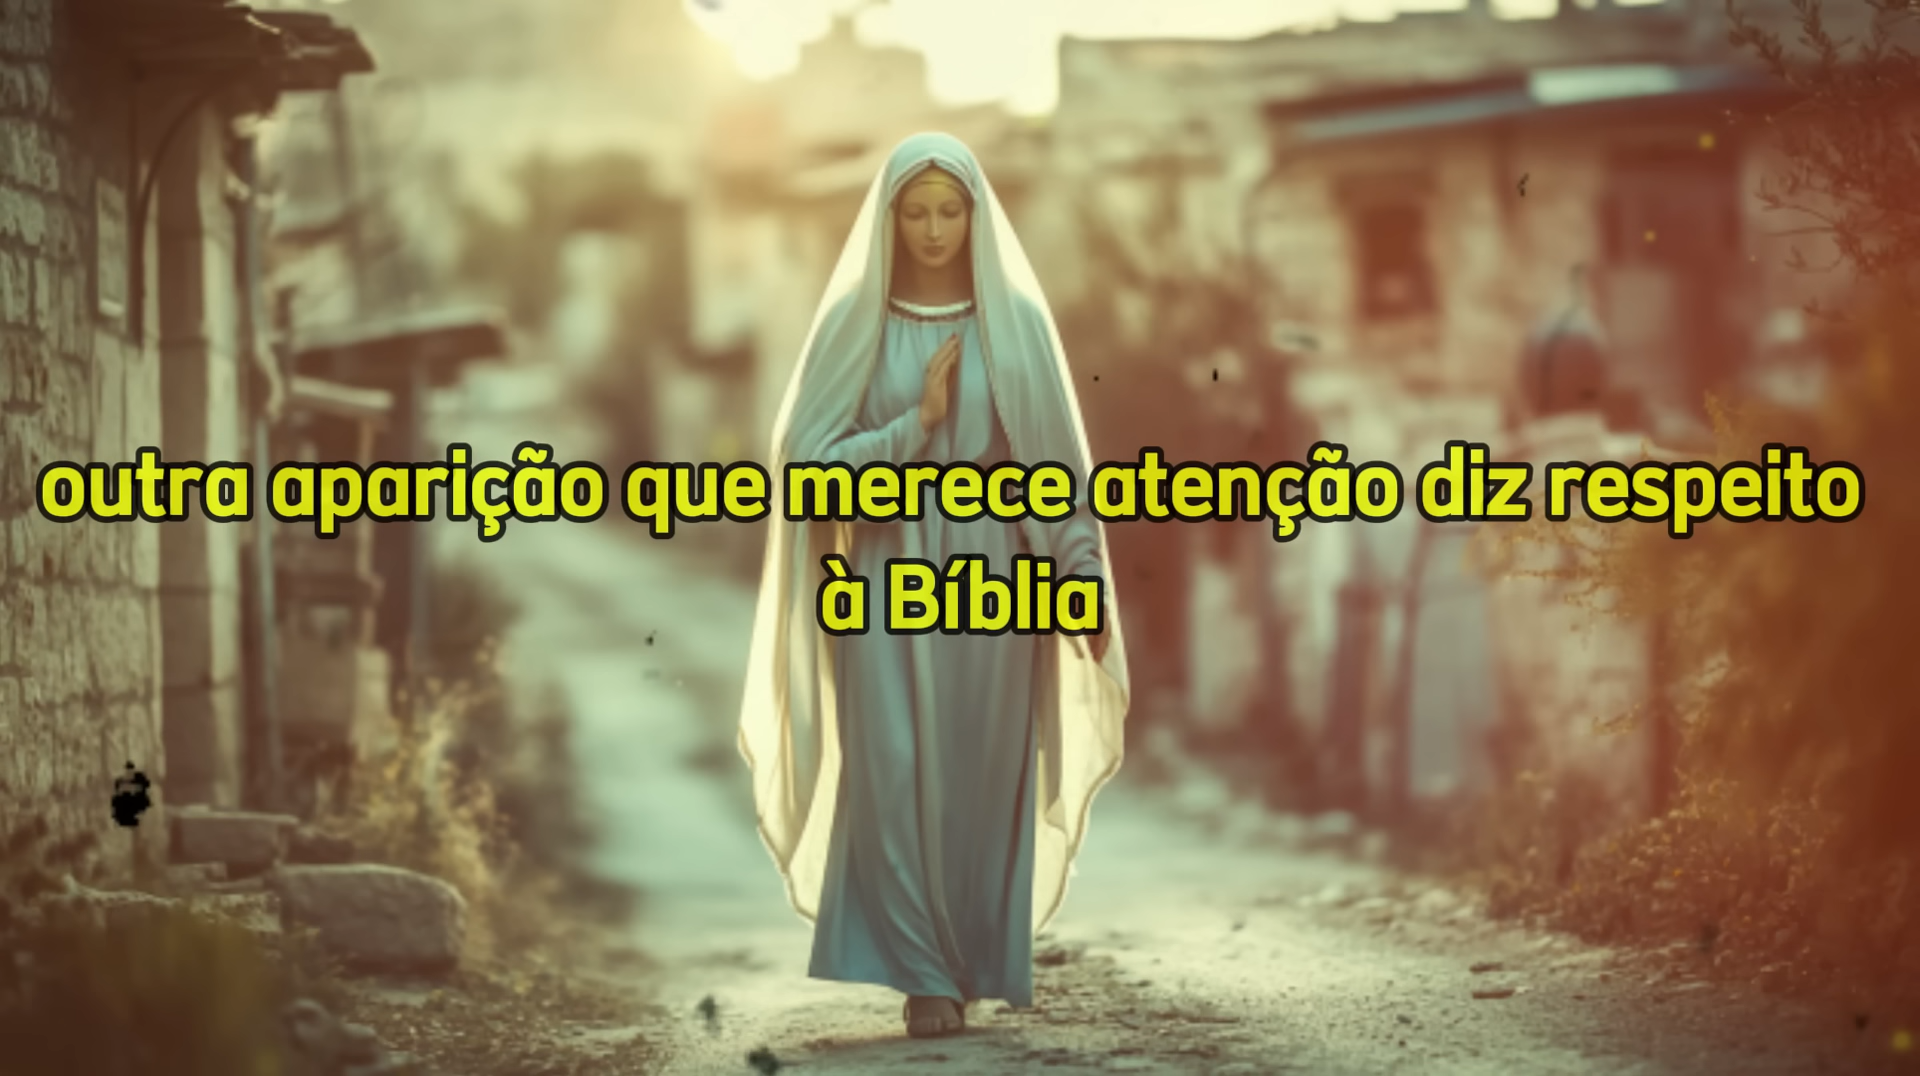 outra aparição que merece atenção diz respeito
à Bíblia